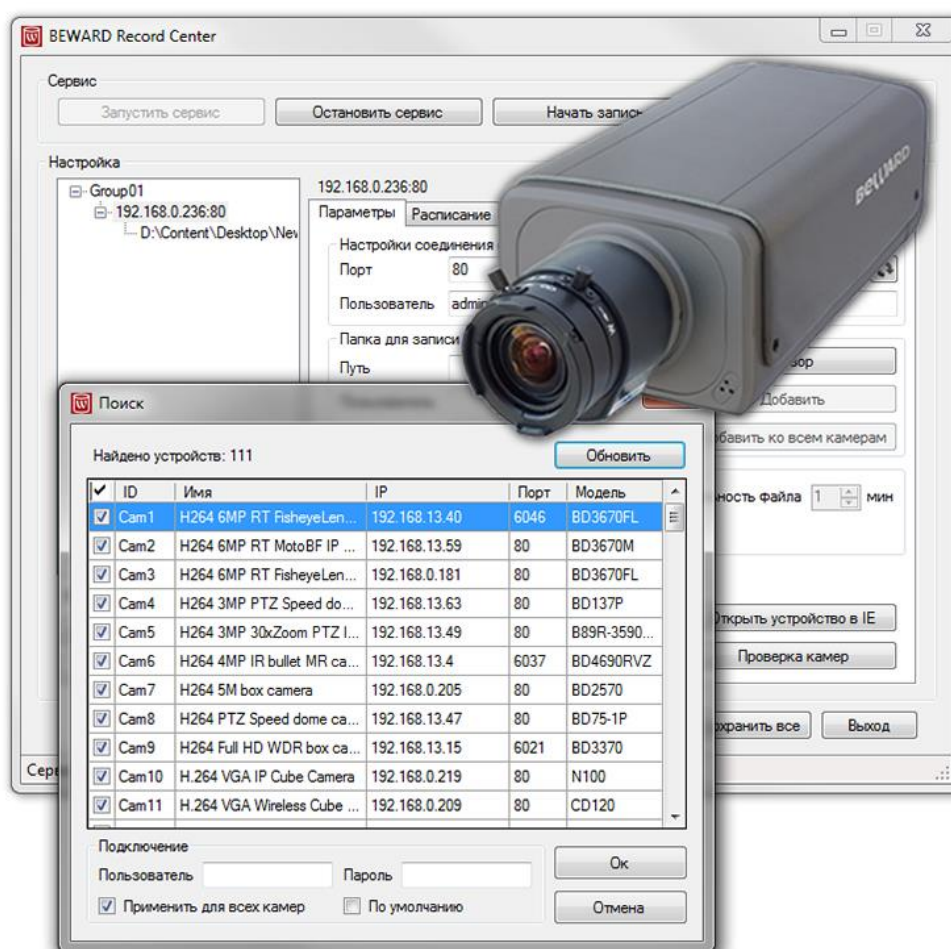 BEWARD Record Center
Сервис
Запустить сервис Остановить сервис Начать запись
Настройка
Group01
192.168.0.236:80
D:\Content\Desktop\Nev
192.168.0.236:80
Параметры Расписание
Настройки соединения
Порт 80
Пользователь admin
Папка для записи
Путь
Добавить
бавить ко всем камерам
ность файла 1 мин
Открыть устройство в IE
Проверка камер
охранить все Выход
Серв
BEWARD
Поиск
Найдено устройств: 111 Обновить
ID Имя IP Порт Модель
Cam1 H264 6MP RT FisheyeLen... 192.168.13.40 6046 BD3670FL
Cam2 H264 6MP RT MotoBF IP ... 192.168.13.59 80 BD3670M
Cam3 H264 6MP RT FisheyeLen... 192.168.0.181 80 BD3670FL
Cam4 H264 3MP PTZ Speed do... 192.168.13.63 80 BD137P
Cam5 H264 3MP 30xZoom PTZ I... 192.168.13.49 80 B89R-3590...
Cam6 H264 4MP IR bullet MR ca... 192.168.13.4 6037 BD4690RVZ
Cam7 H264 5M box camera 192.168.0.205 80 BD2570
Cam8 H264 PTZ Speed dome ca... 192.168.13.47 80 BD75-1P
Cam9 H264 Full HD WDR box ca... 192.168.13.15 6021 BD3370
Cam10 H.264 VGA IP Cube Camera 192.168.0.219 80 N100
Cam11 H.264 VGA Wireless Cube ... 192.168.0.209 80 CD120
Подключение
Пользователь Пароль
Применить для всех камер По умолчанию
Ок
Отмена